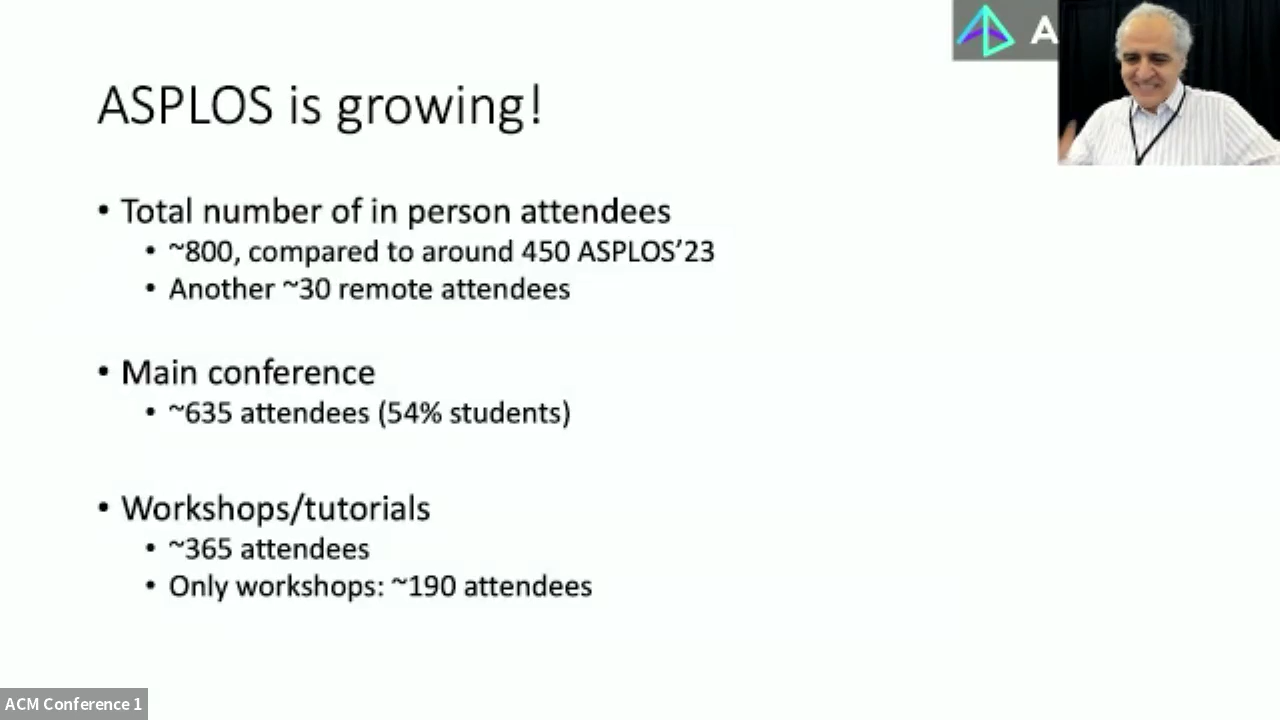 A
ASPLOS is growing!
• Total number of in person attendees
• ~800, compared to around 450 ASPLOS’23
• Another ~30 remote attendees
• Main conference
• ~635 attendees (54% students)
• Workshops/tutorials
• ~365 attendees
• Only workshops: ~190 attendees
ACM Conference 1